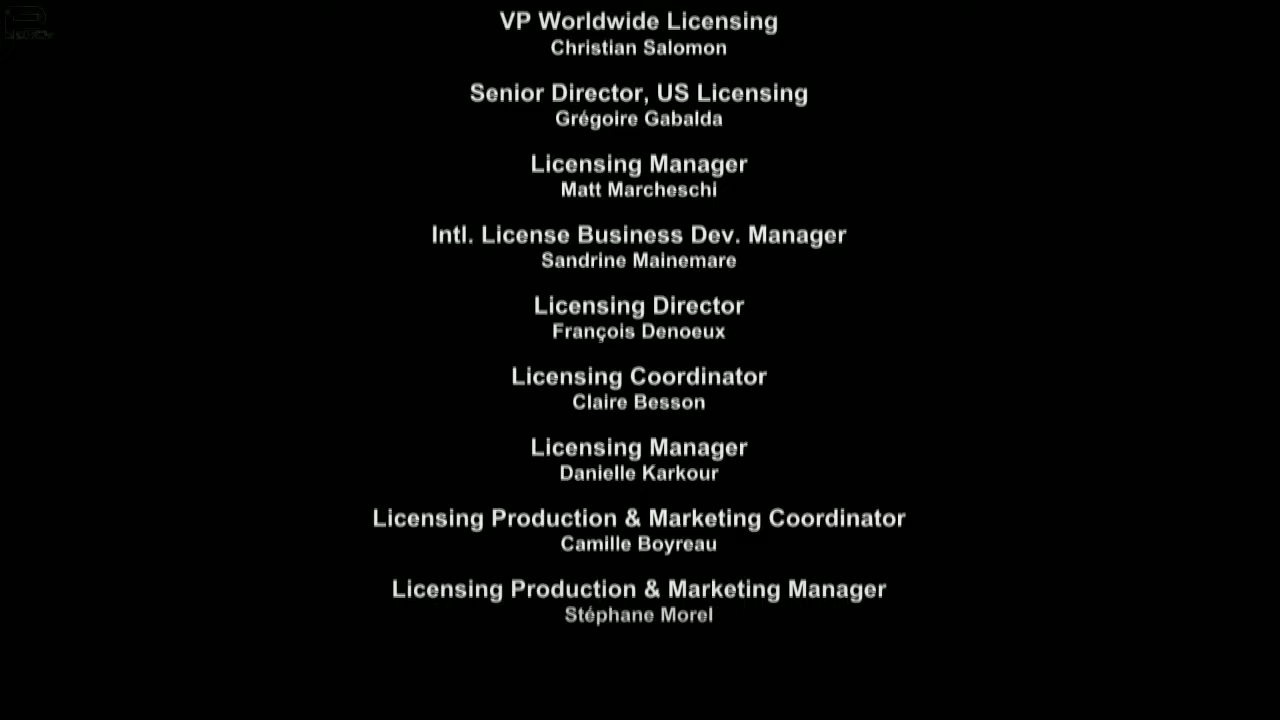 VP Worldwide Licensing
Christian Salomon
Senior Director, US Licensing
Grégoire Gabalda
Licensing Manager
Matt Marcheschi
Intl. License Business Dev. Manager
Sandrine Mainemare
Licensing Director
François Denoeux
Licensing Coordinator
Claire Besson
Licensing Manager
Danielle Karkour
Licensing Production & Marketing Coordinator
Camille Boyreau
Licensing Production & Marketing Manager
Stéphane Morel